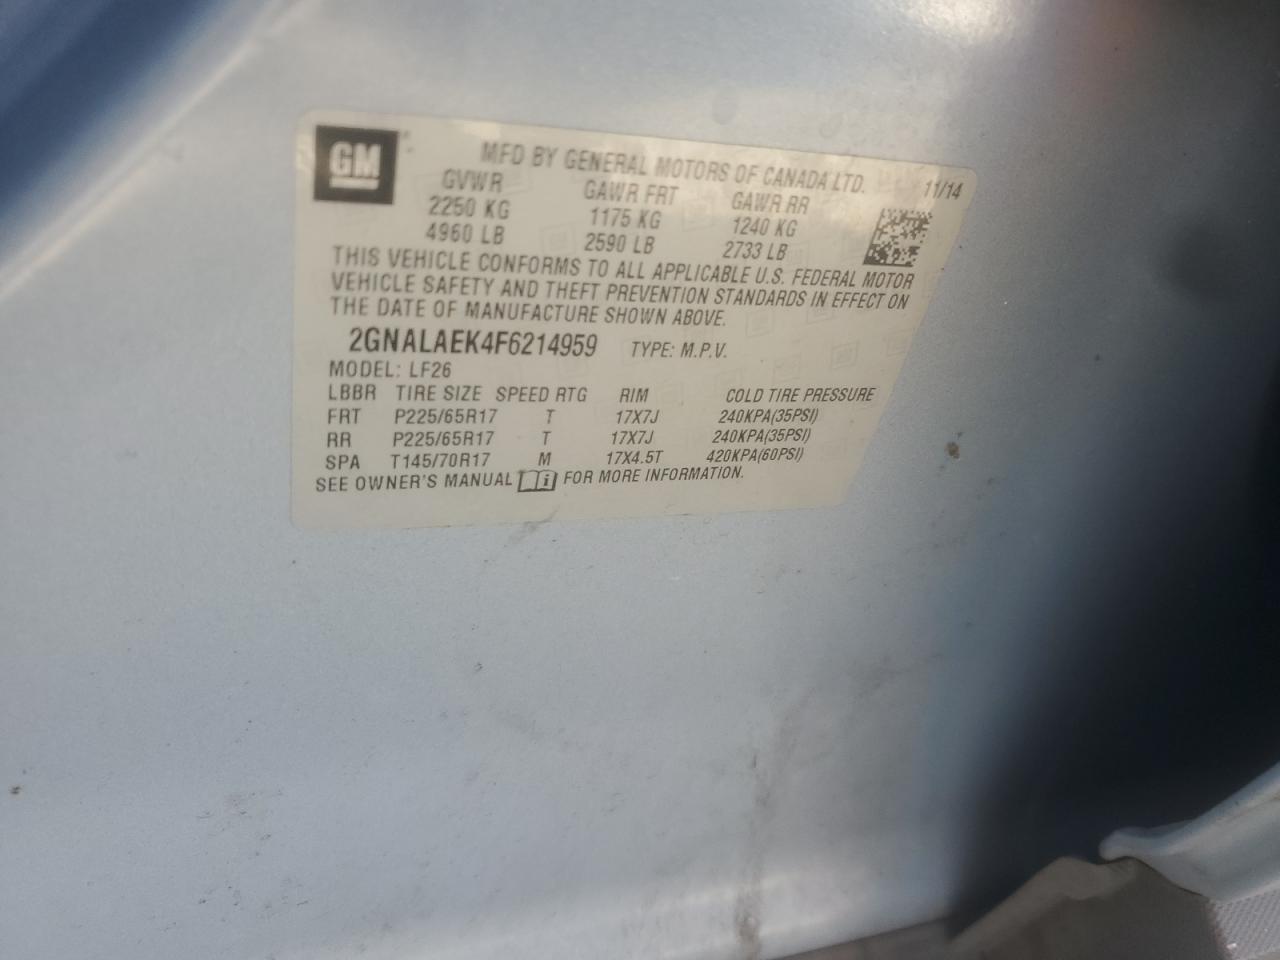 GM
MFD BY GENERAL MOTORS OF CANADA LTD. 11/14
GVWR GAWR FRT GAWR RR
2250 KG 1175 KG 1240 KG
4960 LB 2590 LB 2733 LB
THIS VEHICLE CONFORMS TO ALL APPLICABLE U.S. FEDERAL MOTOR
VEHICLE SAFETY AND THEFT PREVENTION STANDARDS IN EFFECT ON
THE DATE OF MANUFACTURE SHOWN ABOVE.
2GNALAEK4F6214959 TYPE: M.P.V.
MODEL: LF26
LBBR TIRE SIZE SPEED RTG RIM COLD TIRE PRESSURE
FRT P225/65R17 T 17X7J 240KPA(35PSI)
RR P225/65R17 T 17X7J 240KPA(35PSI)
SPA T145/70R17 M 17X4.5T 420KPA(60PSI)
SEE OWNER'S MANUAL i FOR MORE INFORMATION.